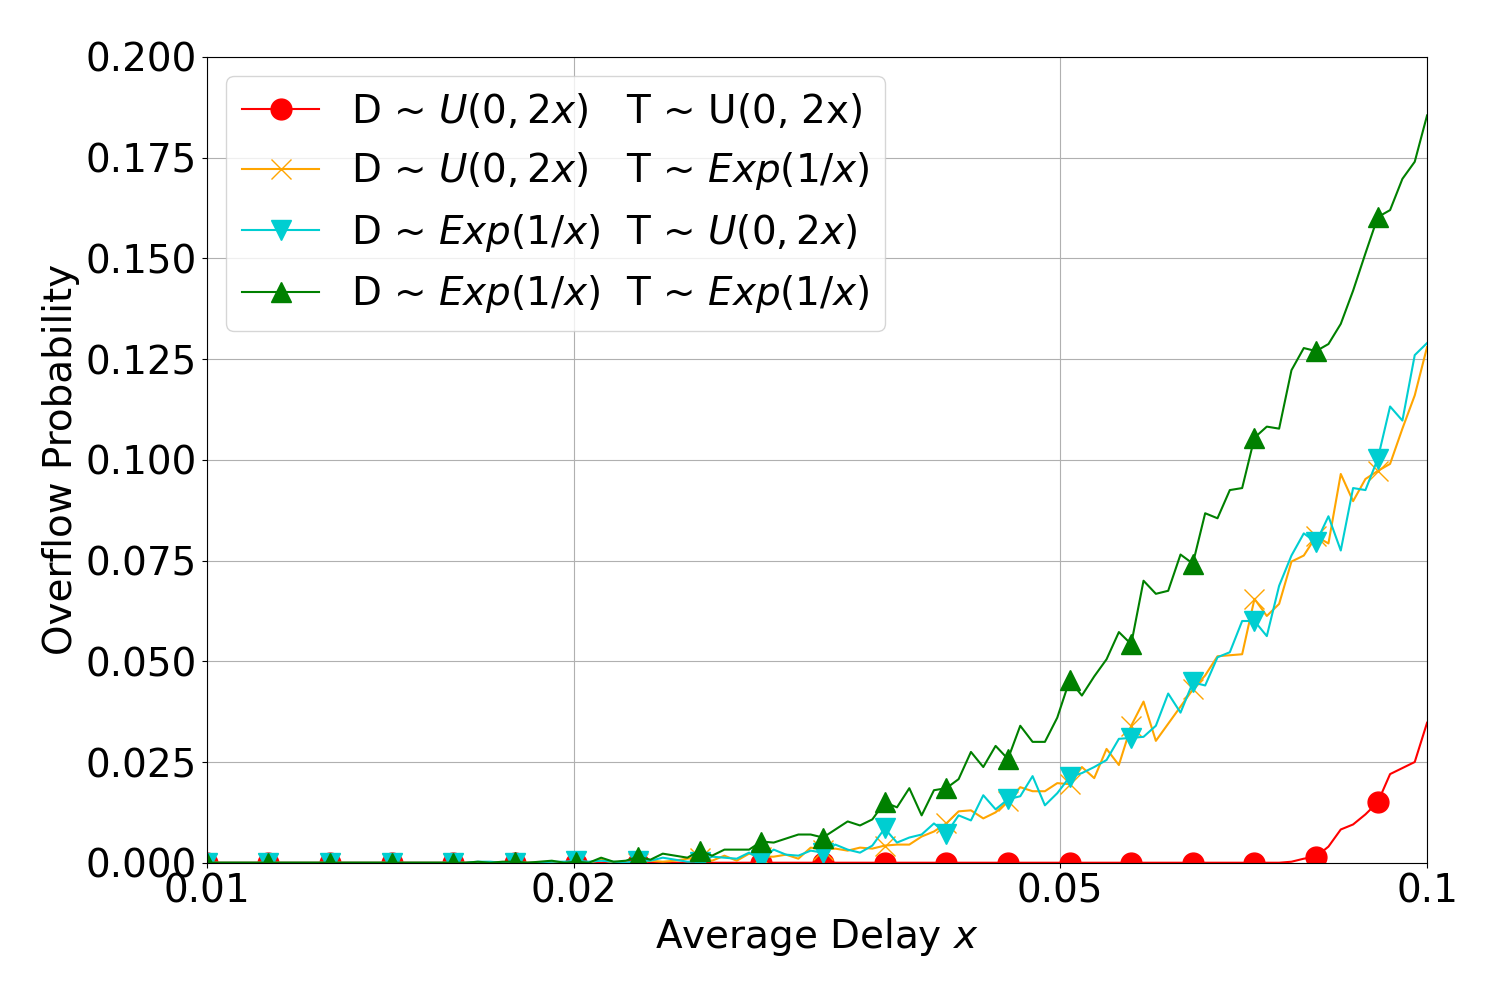 0.200
0.175
0.150
0.125
0.100
0.075
0.050
0.025
0.000
Overflow Probability
D ~ U(0, 2x) T ~ U(0, 2x)
D ~ U(0, 2x) T ~ Exp(1/x)
D ~ Exp(1/x) T ~ U(0, 2x)
D ~ Exp(1/x) T ~ Exp(1/x)
0.01 0.02 0.05 0.1
Average Delay x